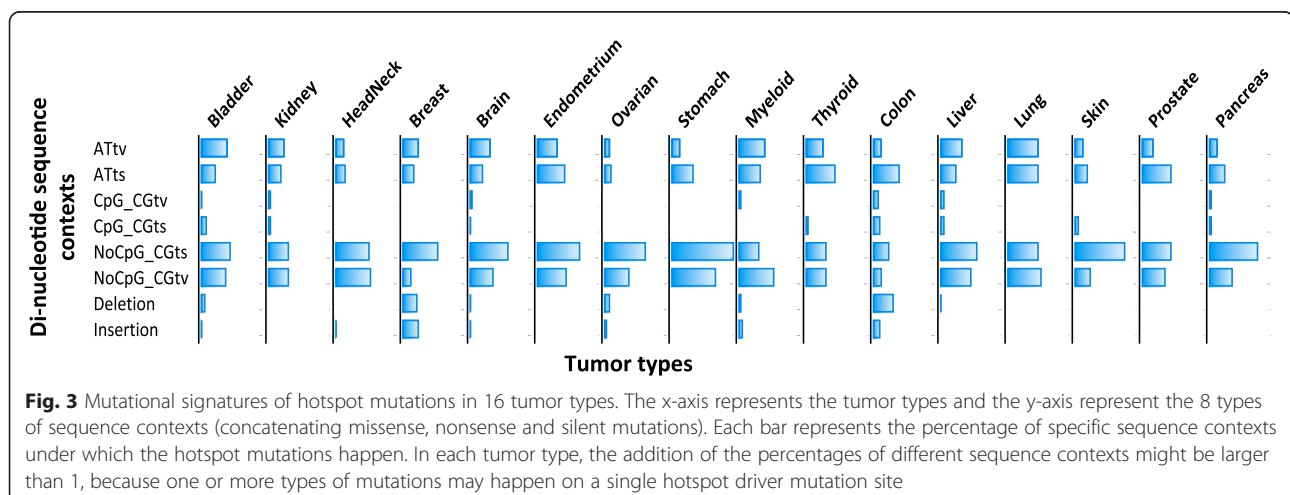 Bladder Kidney HeadNeck Breast Brain Endometrium Ovarian Stomach Myeloid Thyroid Colon Liver Lung Skin Prostate Pancreas
Di-nucleotide sequence
contexts
ATtv
ATts
CpG_CGtv
CpG_CGts
NoCpG_CGts
NoCpG_CGtv
Deletion
Insertion
Tumor types
Fig. 3 Mutational signatures of hotspot mutations in 16 tumor types. The x-axis represents the tumor types and the y-axis represent the 8 types
of sequence contexts (concatenating missense, nonsense and silent mutations). Each bar represents the percentage of specific sequence contexts
under which the hotspot mutations happen. In each tumor type, the addition of the percentages of different sequence contexts might be larger
than 1, because one or more types of mutations may happen on a single hotspot driver mutation site